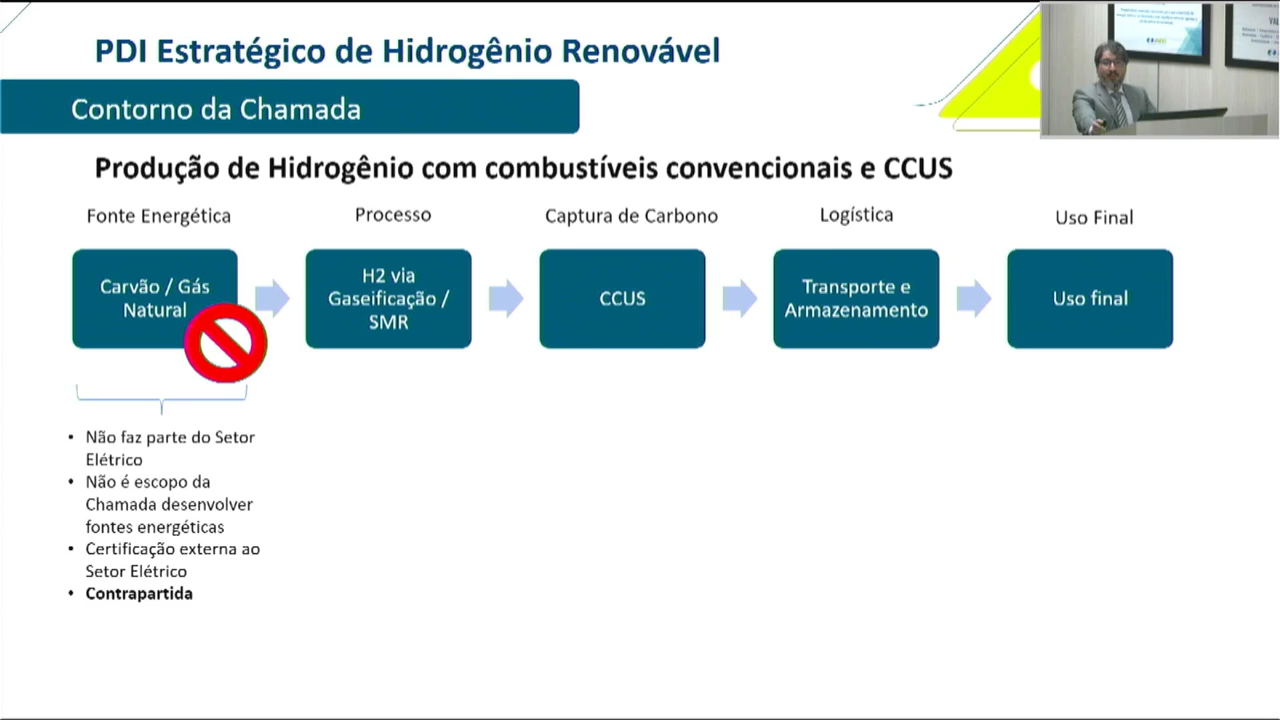 PDI Estratégico de Hidrogênio Renovável
Contorno da Chamada
Produção de Hidrogênio com combustíveis convencionais e CCUS
Fonte Energética
Processo
Captura de Carbono
Logística
Uso Final
Carvão / Gás
Natural
H2 via
Gaseificação /
SMR
CCUS
Transporte e
Armazenamento
Uso final
• Não faz parte do Setor
Elétrico
• Não é escopo da
Chamada desenvolver
fontes energéticas
• Certificação externa ao
Setor Elétrico
• Contrapartida